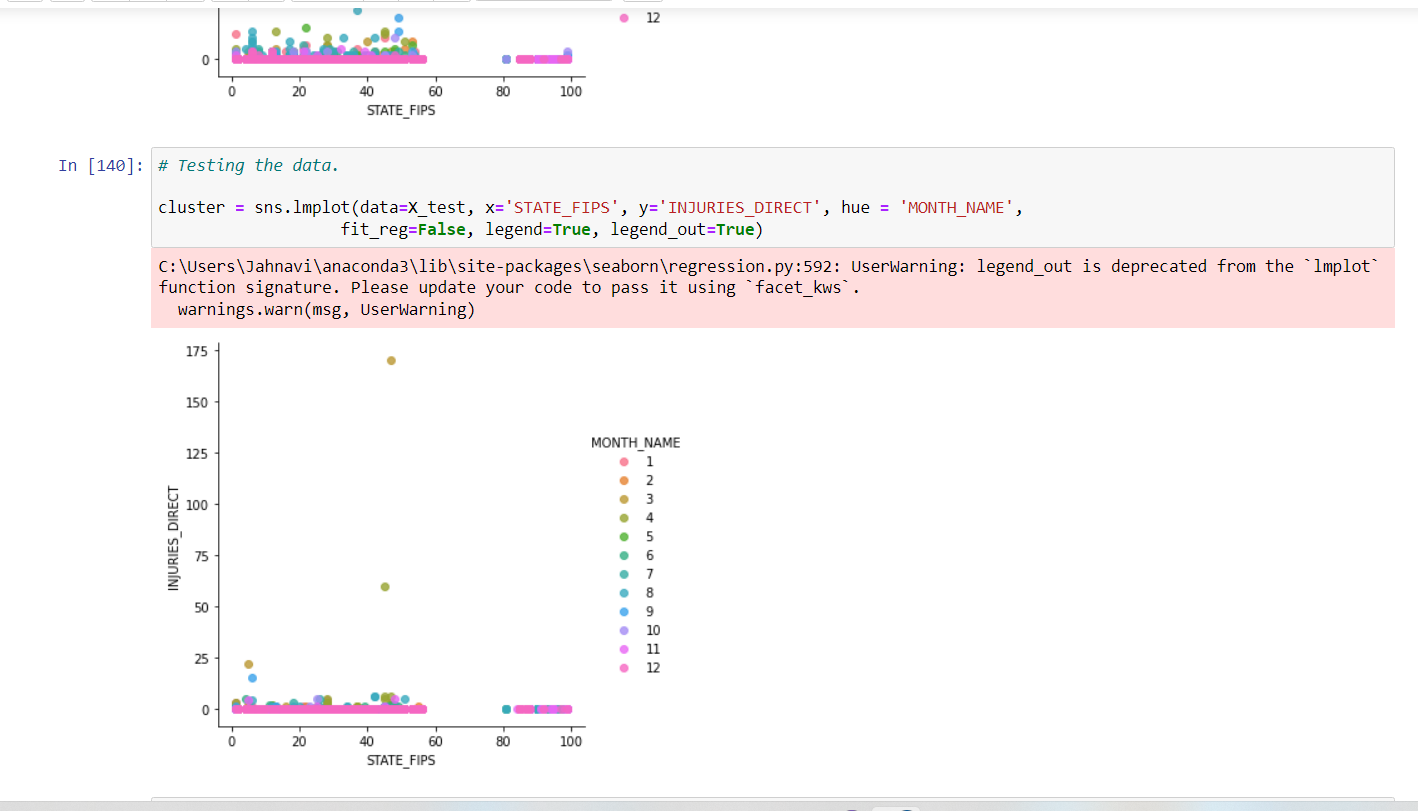 12
0
0 20 40 60 80 100
STATE_FIPS
In [140]: # Testing the data.
cluster = sns.lmplot(data=X_test, x='STATE_FIPS', y='INJURIES_DIRECT', hue = 'MONTH_NAME',
fit_reg=False, legend=True, legend_out=True)
C:\Users\Jahnavi\anaconda3\lib\site-packages\seaborn\regression.py:592: UserWarning: legend_out is deprecated from the `lmplot`
function signature. Please update your code to pass it using `facet_kws`.
warnings.warn(msg, UserWarning)
175
150
125
100
75
50
25
0
INJURIES_DIRECT
0 20 40 60 80 100
STATE_FIPS
MONTH_NAME
1
2
3
4
5
6
7
8
9
10
11
12